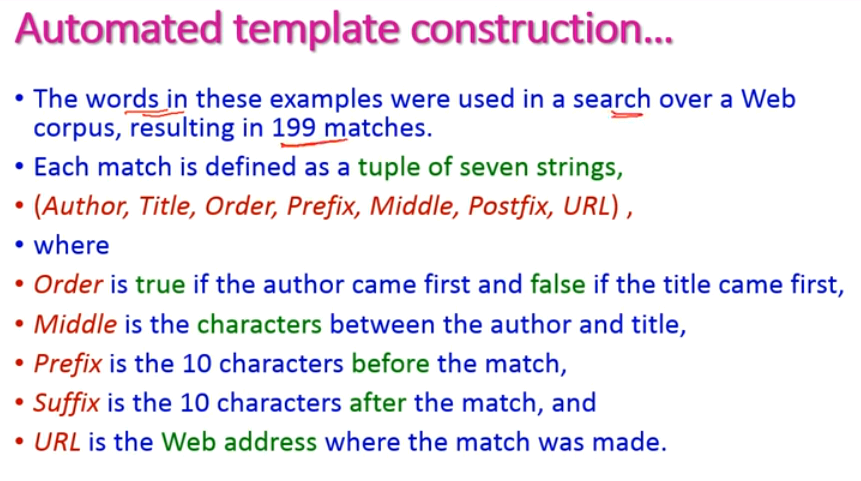 Automated template construction...
• The words in these examples were used in a search over a Web
corpus, resulting in 199 matches.
• Each match is defined as a tuple of seven strings,
• (Author, Title, Order, Prefix, Middle, Postfix, URL) ,
• where
• Order is true if the author came first and false if the title came first,
• Middle is the characters between the author and title,
• Prefix is the 10 characters before the match,
• Suffix is the 10 characters after the match, and
• URL is the Web address where the match was made.